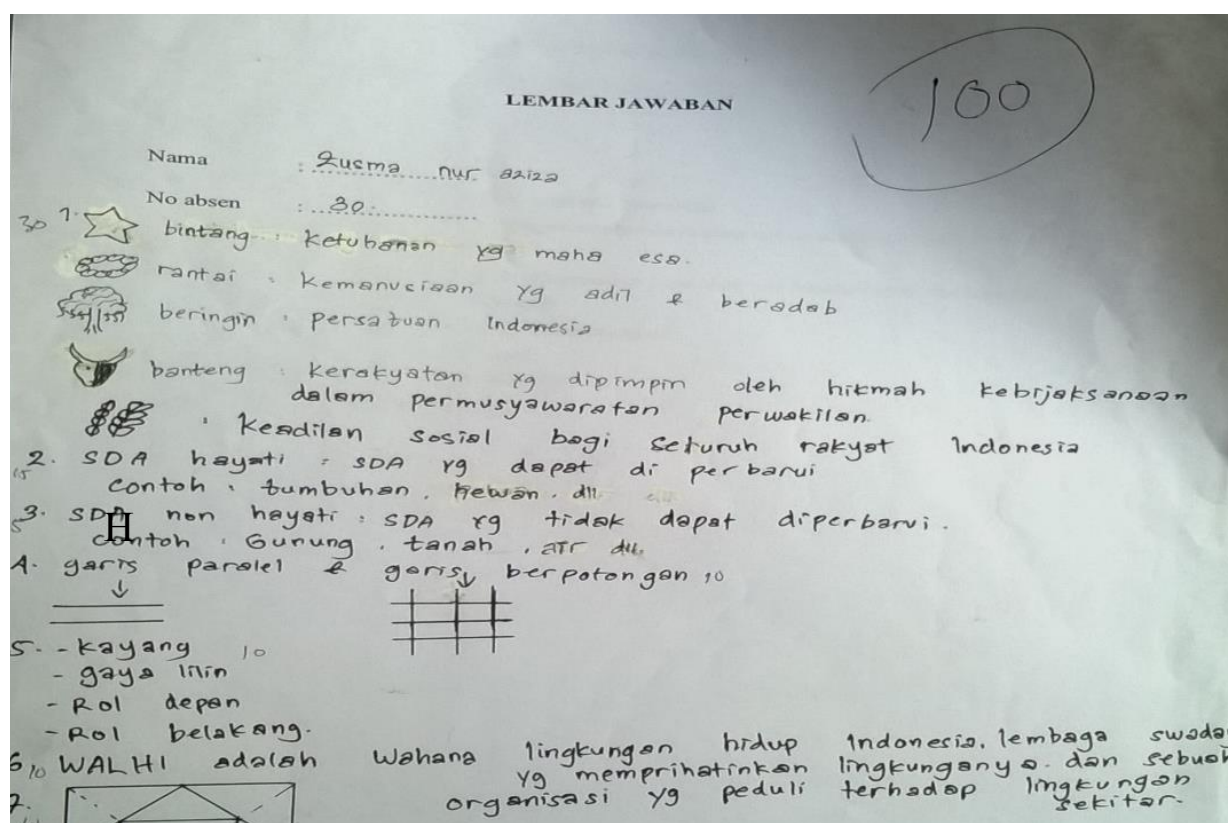 LEMBAR JAWABAN
100
Nama : Zusma nur aziza
No absen : 30
30 1. bintang : ketuhanan yg maha esa.
rantai : Kemanusiaan yg adil & beradab
beringin : persatuan Indonesia
banteng : Kerakyatan yg dipimpin oleh hikmah kebijaksanaan
dalam permusyawaratan perwakilan.
: Keadilan sosial bagi seluruh rakyat Indonesia
2. SDA hayati : SDA yg dapat di perbarui
15
contoh : tumbuhan, hewan, dll.
3. SDA non hayati : SDA yg tidak dapat diperbarui.
H
contoh : Gunung, tanah, air dll.
4. garis paralel & garis berpotongan 10
5. - kayang 10
- gaya lilin
- Rol depan
- Rol belakang.
6. 10 WALHI adalah Wahana lingkungan hidup Indonesia, lembaga swada
yg memprihatinkan lingkunganya. dan sebuah
organisasi yg peduli terhadap lingkungan
sekitar.
7.